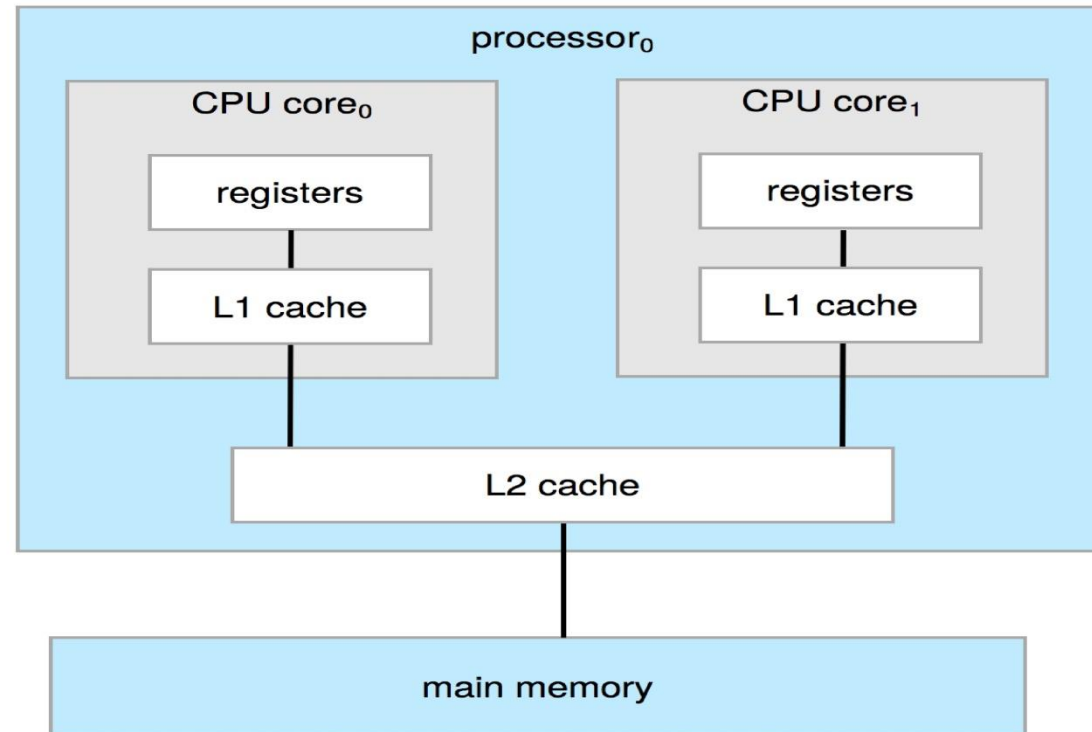 processor₀
CPU core₀
CPU core₁
registers
registers
L1 cache
L1 cache
L2 cache
main memory